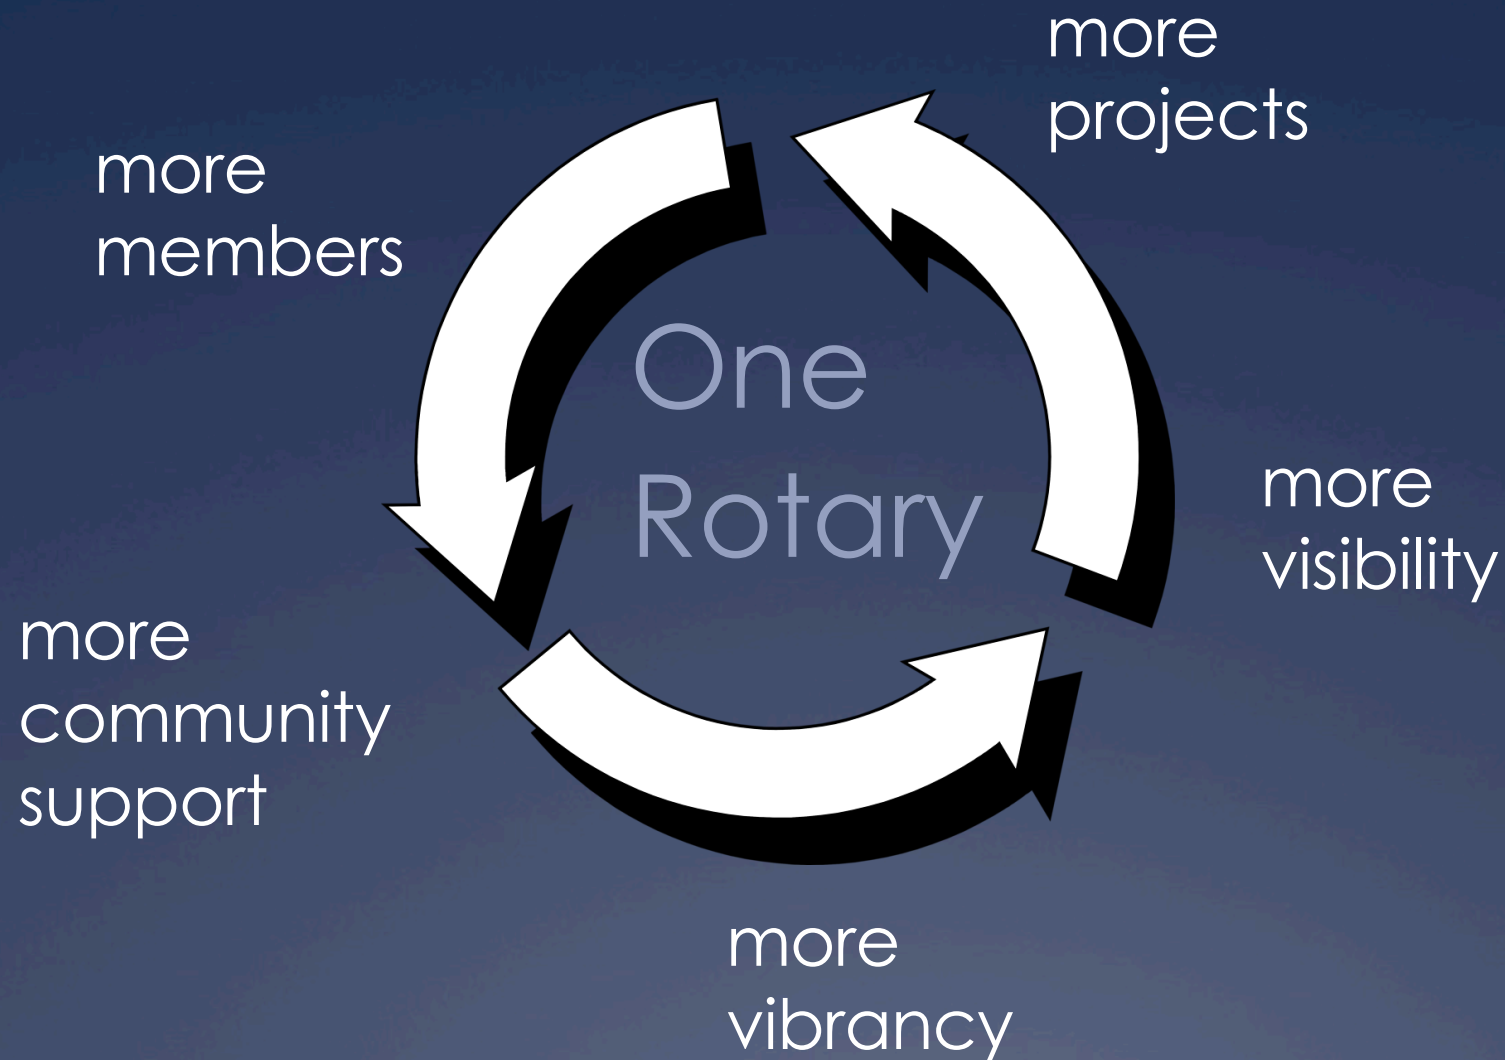 more
projects
more
members
One
Rotary
more
visibility
more
community
support
more
vibrancy